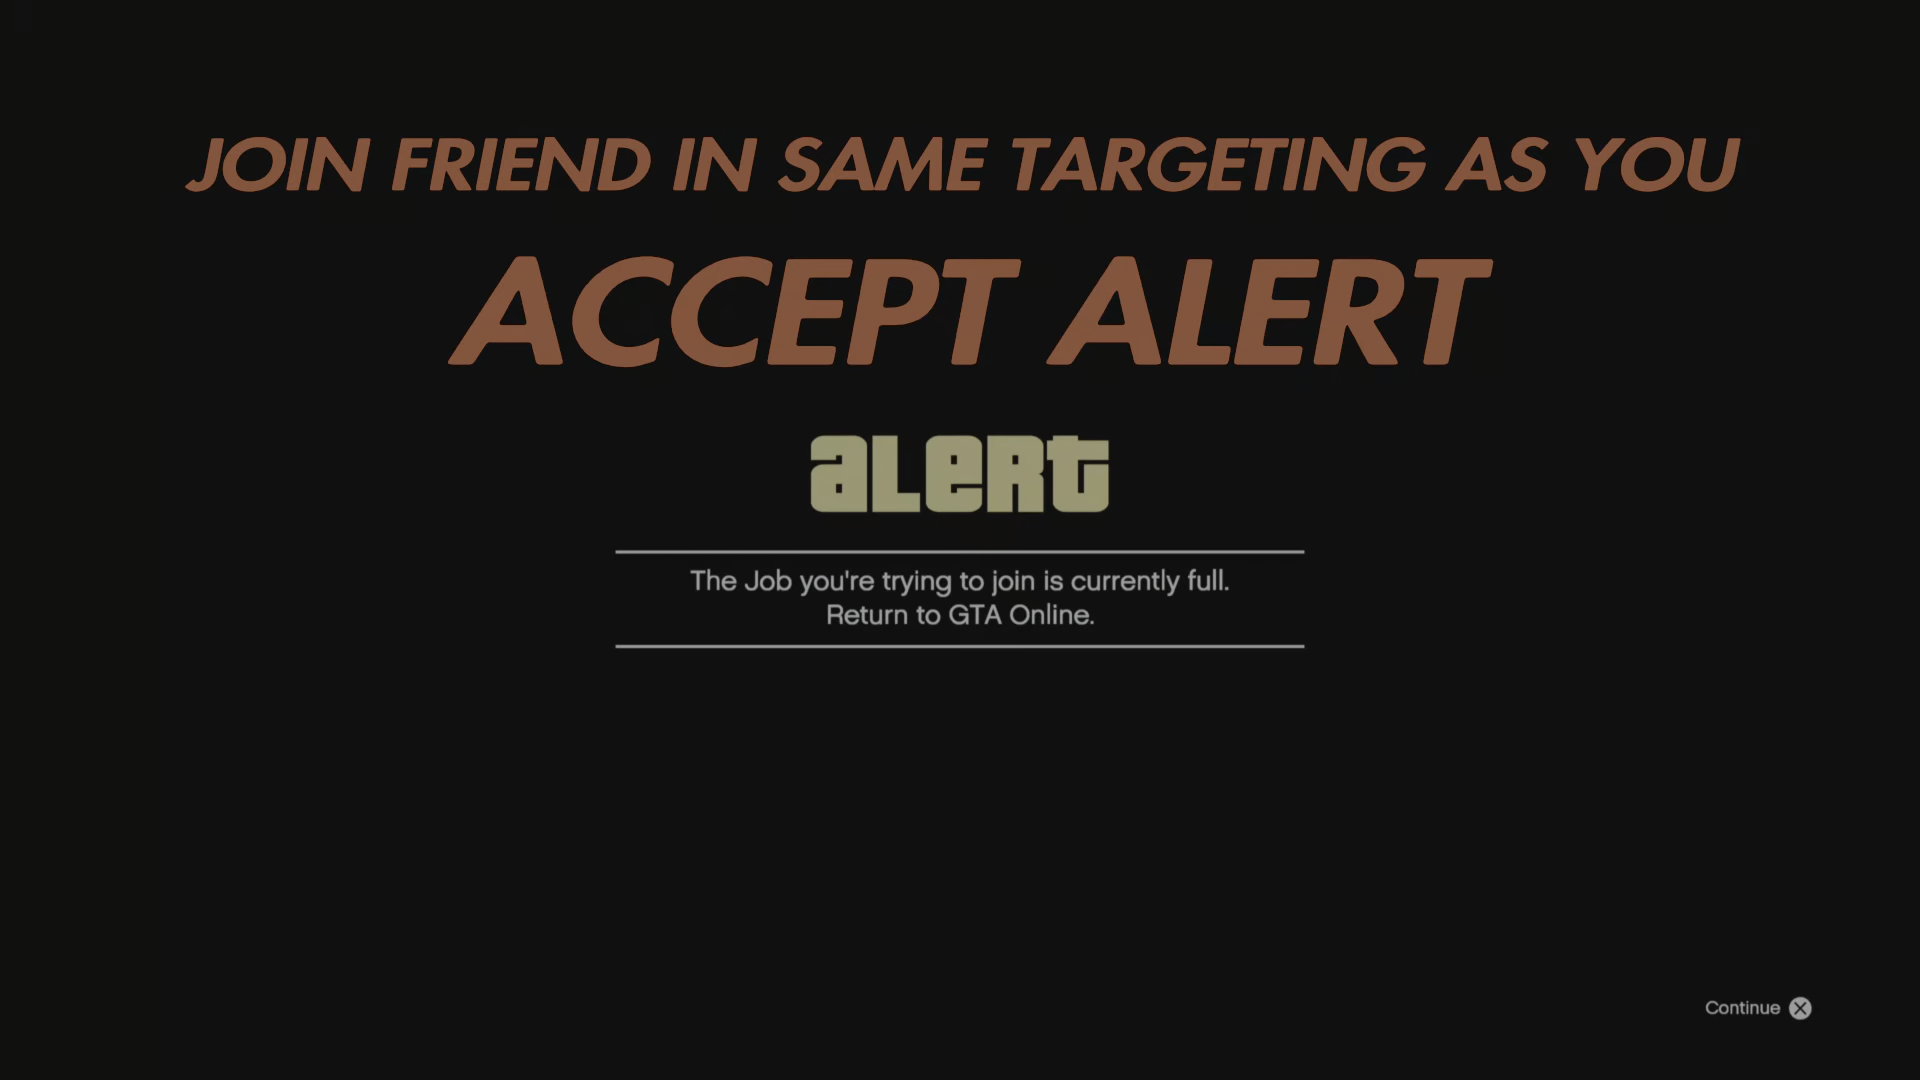 JOIN FRIEND IN SAME TARGETING AS YOU
ACCEPT ALERT
aLeRt
The Job you're trying to join is currently full.
Return to GTA Online.
Continue